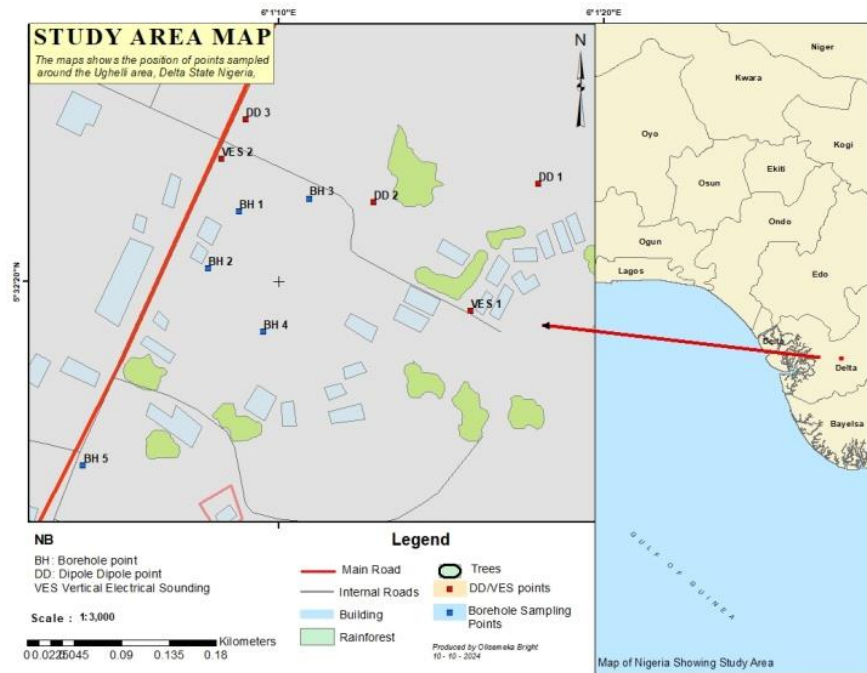 6°1'10"E
6°1'20"E
STUDY AREA MAP
The maps shows the position of points sampled
around the Ughelli area, Delta State Nigeria,
N
DD 3
VES 2
BH 1
BH 3
DD 2
DD 1
BH 2
5°32'20"N
VES 1
BH 4
BH 5
Niger
Kwara
Oyo
Kogi
Ekiti
Osun
Ondo
Ogun
Edo
Lagos
Delta
Delta
Bayelsa
GULF OF GUINEA
NB
BH: Borehole point
DD: Dipole Dipole point
VES Vertical Electrical Sounding
Scale : 1:3,000
Kilometers
0 0.02250.045 0.09 0.135 0.18
Legend
Main Road
Internal Roads
Building
Rainforest
Trees
DD/VES points
Borehole Sampling
Points
Produced by Olisemeka Bright
10 - 10 - 2024
Map of Nigeria Showing Study Area